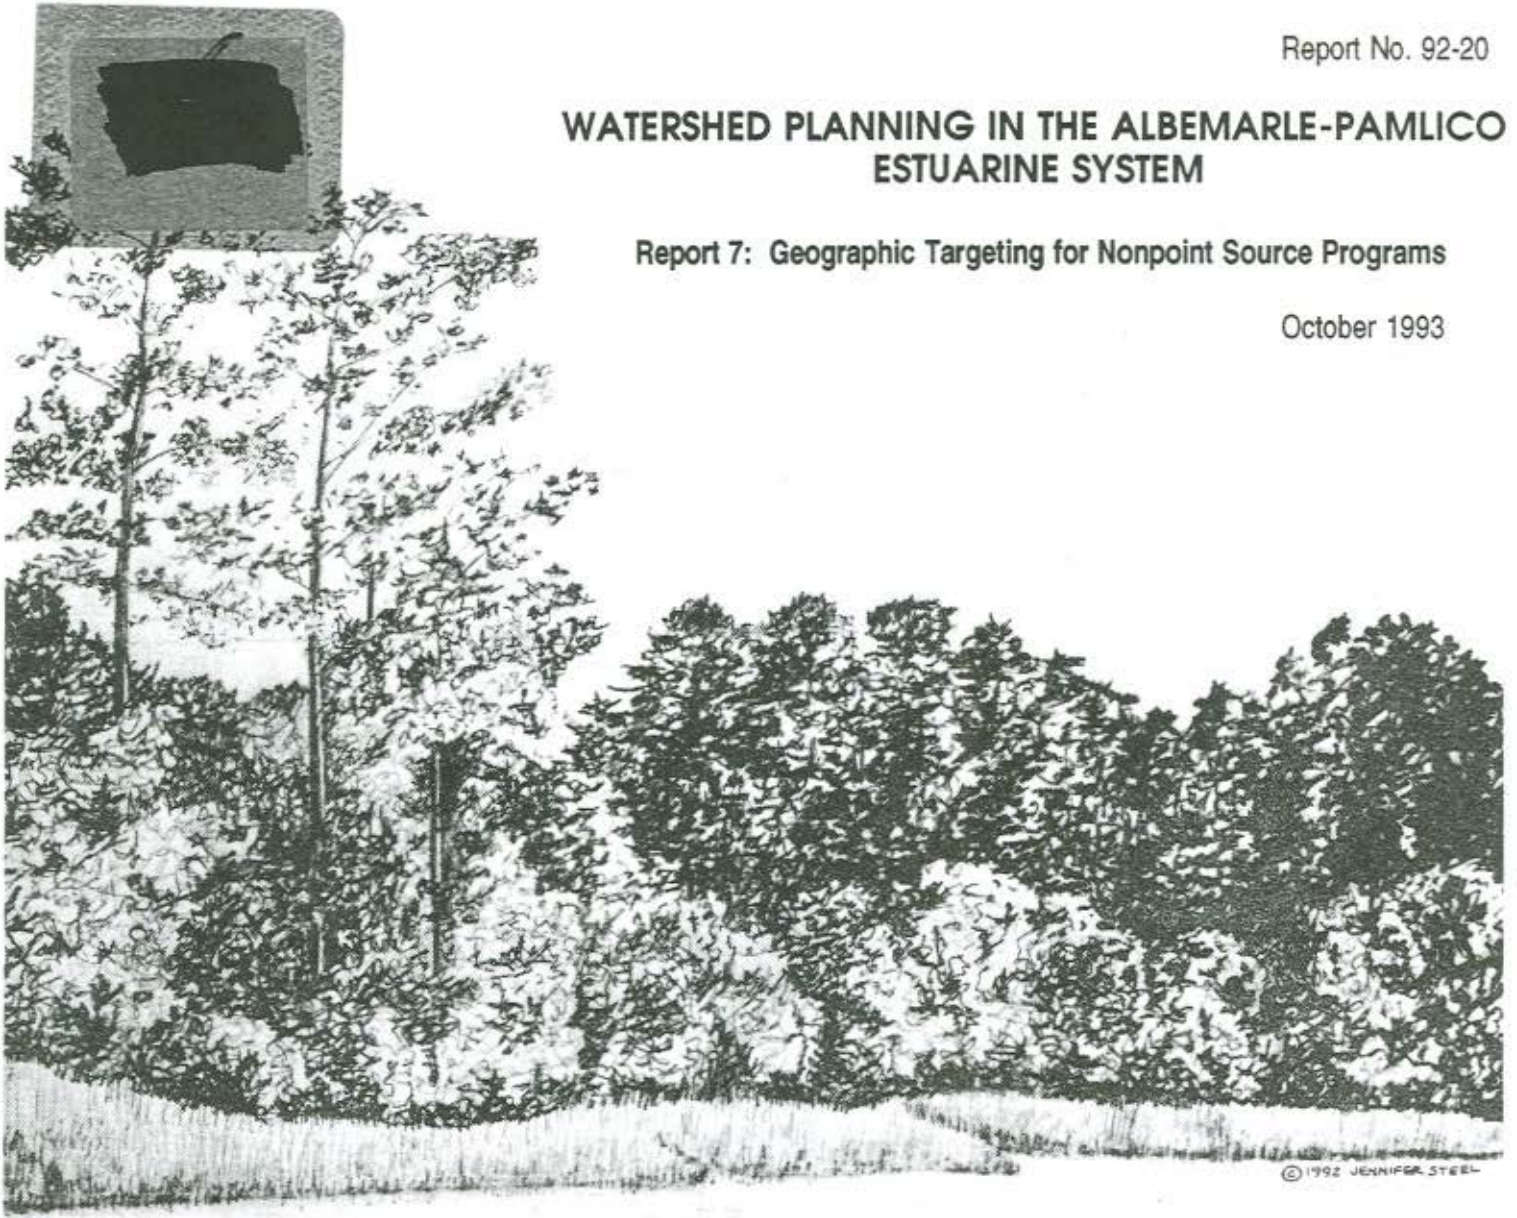 Report No. 92-20
WATERSHED PLANNING IN THE ALBEMARLE-PAMLICO
ESTUARINE SYSTEM
Report 7: Geographic Targeting for Nonpoint Source Programs
October 1993
© 1992 JENNIFER STEEL